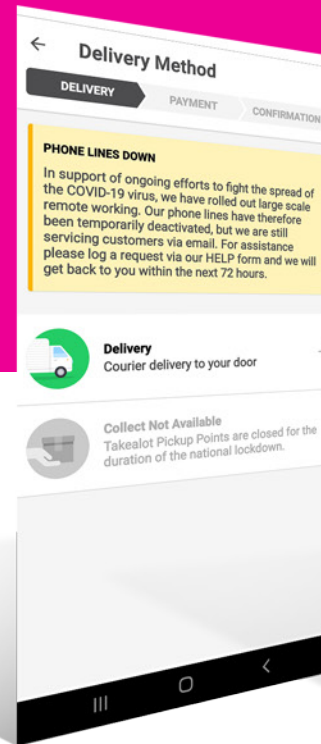 Delivery Method
DELIVERY
PAYMENT
CONFIRMATION
PHONE LINES DOWN
In support of ongoing efforts to fight the spread of
the COVID-19 virus, we have rolled out large scale
remote working. Our phone lines have therefore
been temporarily deactivated, but we are still
servicing customers via email. For assistance
please log a request via our HELP form and we will
get back to you within the next 72 hours.
Delivery
Courier delivery to your door
Collect Not Available
Takealot Pickup Points are closed for the
duration of the national lockdown.